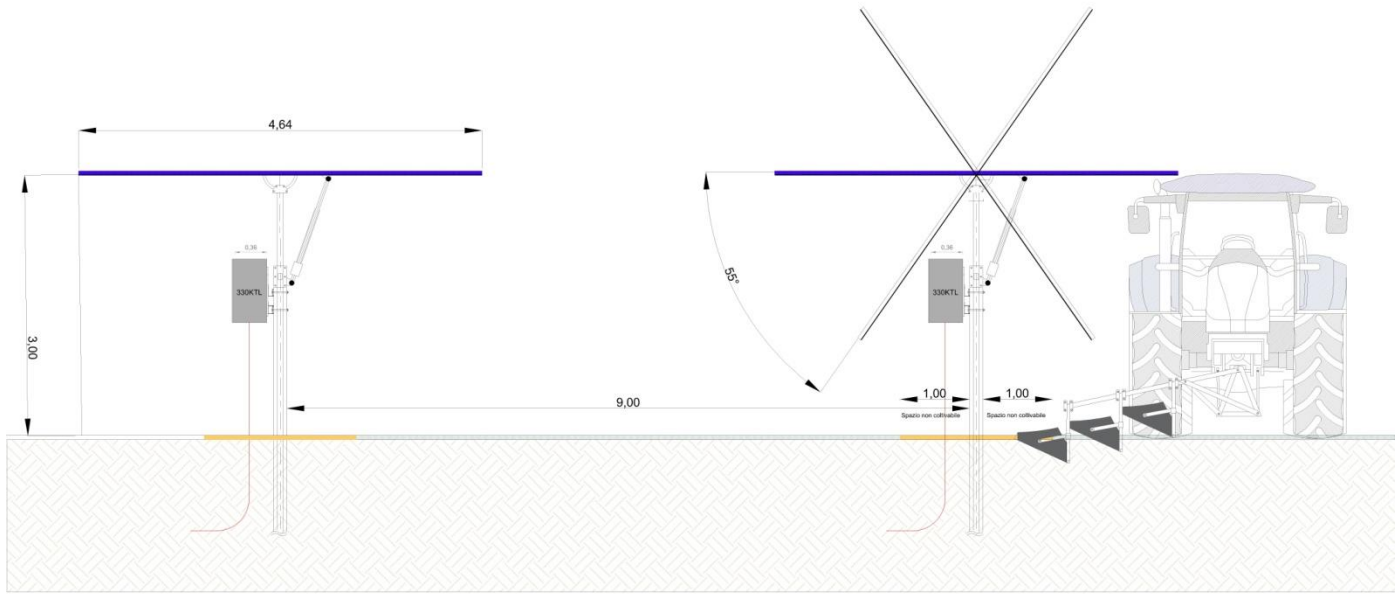 4,64
0,36
330KTL
3,00
9,00
55°
0,36
330KTL
1,00
1,00
Spazio non coltivabile
Spazio non coltivabile